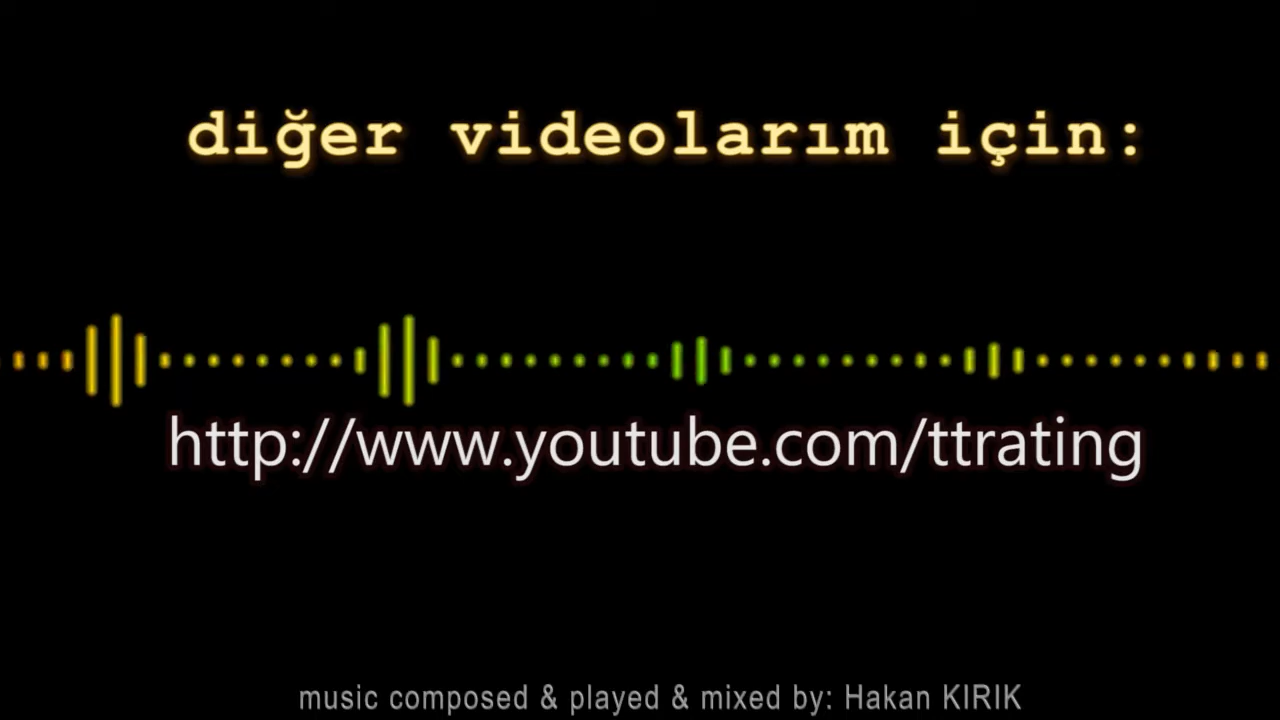 diğer videolarım için:
http://www.youtube.com/ttrating
music composed & played & mixed by: Hakan KIRIK